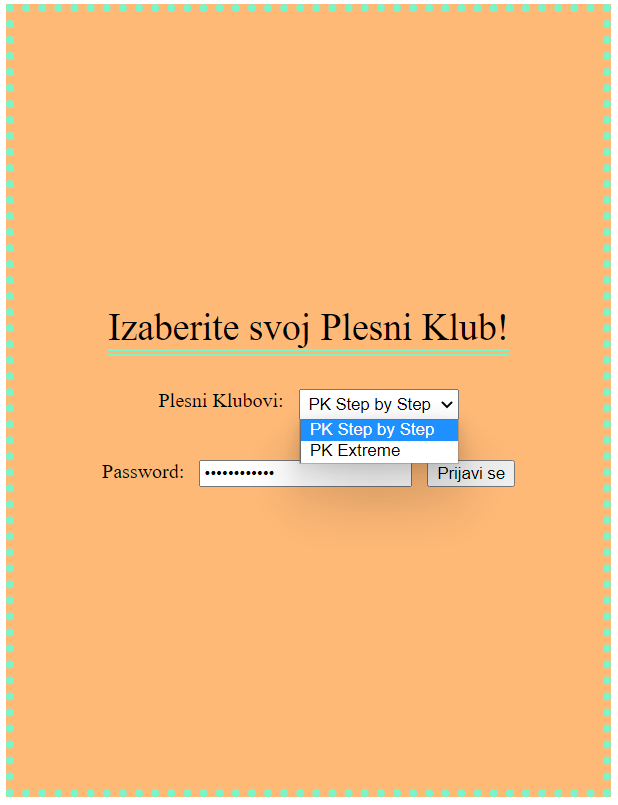 Izaberite svoj Plesni Klub!
Plesni Klubovi: PK Step by Step
PK Step by Step
PK Extreme
Password: •••••••••••• Prijavi se